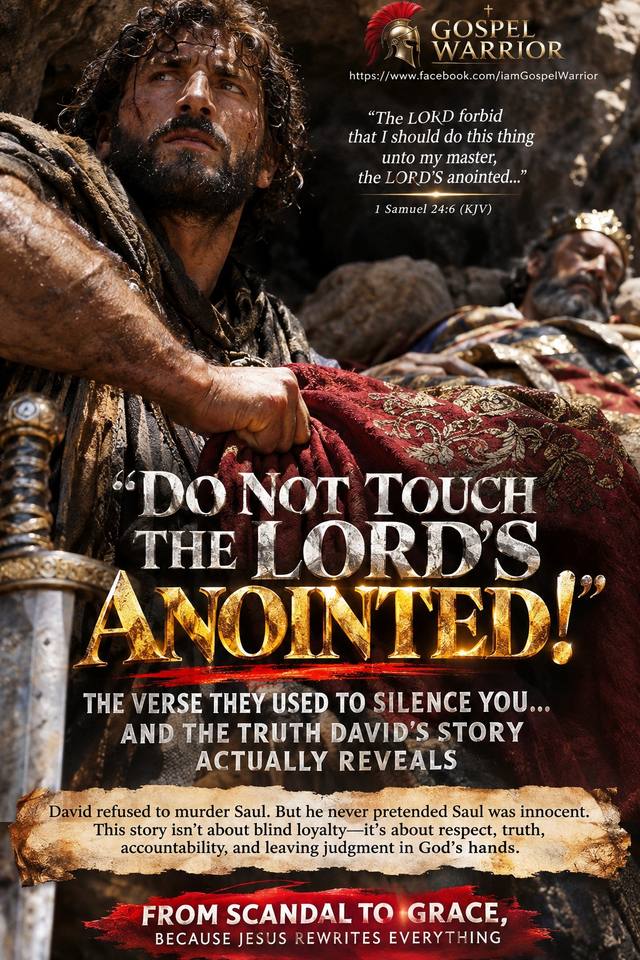 GOSPEL
WARRIOR
https://www.facebook.com/iamGospelWarrior
“The LORD forbid
that I should do this thing
unto my master,
the LORD'S anointed...”
1 Samuel 24:6 (KJV)
“DO NOT TOUCH
THE LORD'S
ANOINTED!”
THE VERSE THEY USED TO SILENCE YOU...
AND THE TRUTH DAVID'S STORY
ACTUALLY REVEALS
David refused to murder Saul. But he never pretended Saul was innocent.
This story isn't about blind loyalty—it's about respect, truth,
accountability, and leaving judgment in God's hands.
FROM SCANDAL TO GRACE,
BECAUSE JESUS REWRITES EVERYTHING